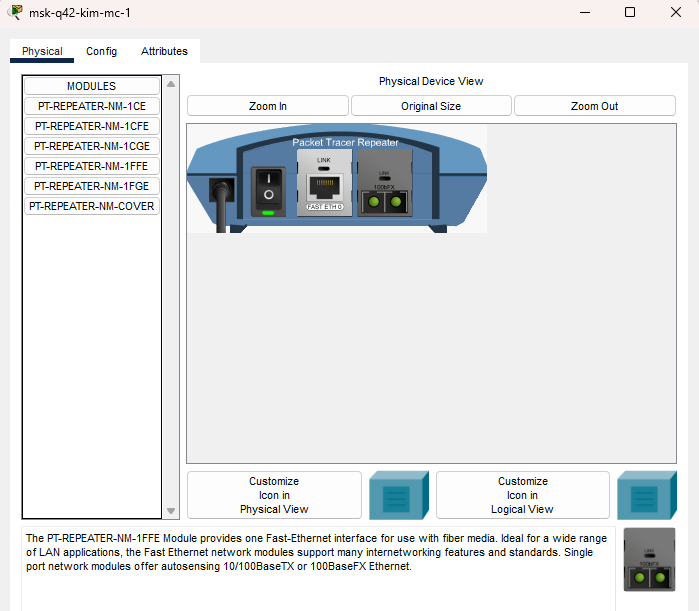 msk-q42-kim-mc-1
Physical
Config
Attributes
MODULES
PT-REPEATER-NM-1CE
PT-REPEATER-NM-1CFE
PT-REPEATER-NM-1CGE
PT-REPEATER-NM-1FFE
PT-REPEATER-NM-1FGE
PT-REPEATER-NM-COVER
Physical Device View
Zoom In
Original Size
Zoom Out
Packet Tracer Repeater
LINK
FAST ETH 0
LINK
100bFX
Customize
Icon in
Physical View
Customize
Icon in
Logical View
The PT-REPEATER-NM-1FFE Module provides one Fast-Ethernet interface for use with fiber media. Ideal for a wide range
of LAN applications, the Fast Ethernet network modules support many internetworking features and standards. Single
port network modules offer autosensing 10/100BaseTX or 100BaseFX Ethernet.
LINK
100bFX